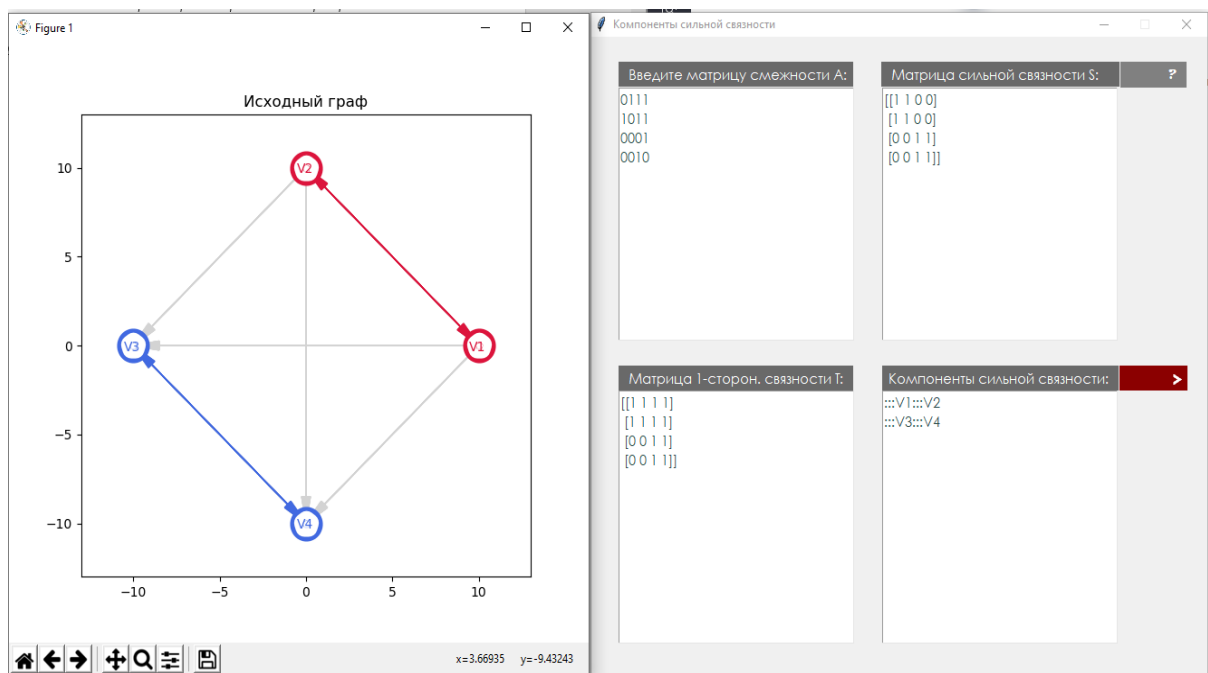 Figure 1
Исходный граф
10
5
0
−5
−10
V2
V3
V1
V4
−10
−5
0
5
10
x=3.66935 y=-9.43243
Компоненты сильной связности
Введите матрицу смежности A:
0111
1011
0001
0010
Матрица сильной связности S:
?
[[1 1 0 0]
[1 1 0 0]
[0 0 1 1]
[0 0 1 1]]
Матрица 1-сторон. связности T:
[[1 1 1 1]
[1 1 1 1]
[0 0 1 1]
[0 0 1 1]]
Компоненты сильной связности:
>
:::V1:::V2
:::V3:::V4